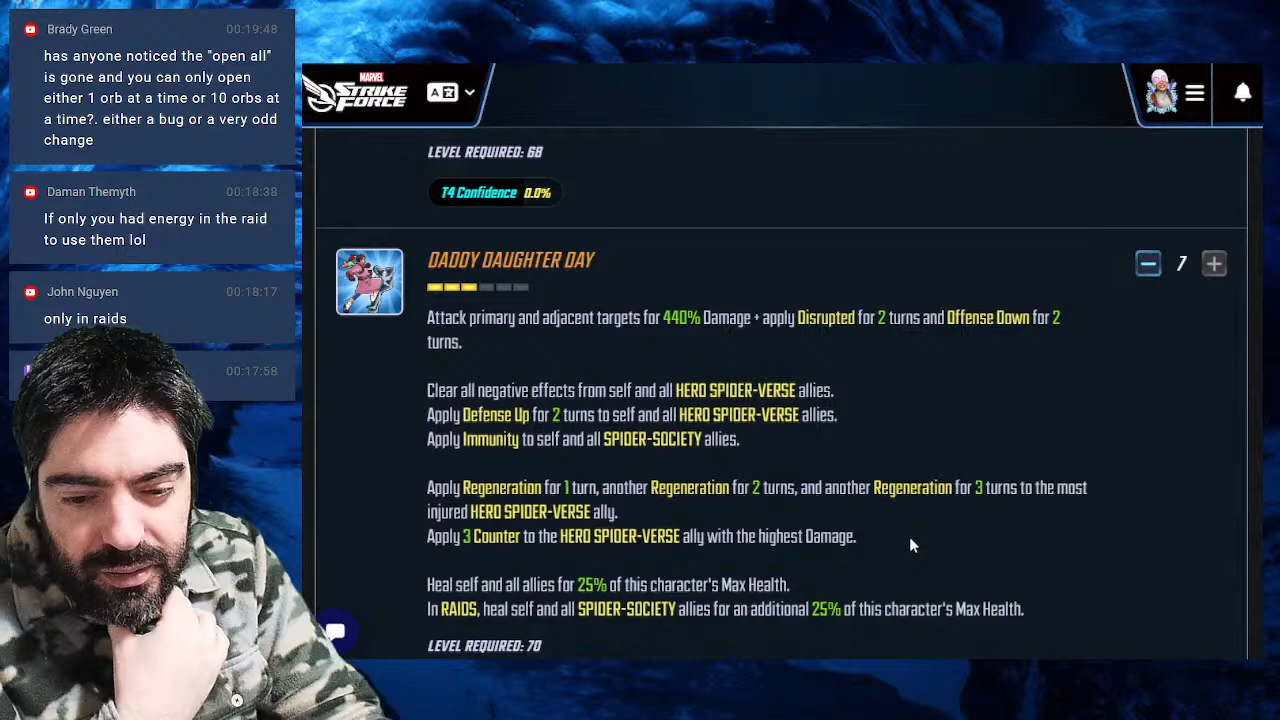 Brady Green 00:19:48
has anyone noticed the "open all"
is gone and you can only open
either 1 orb at a time or 10 orbs at
a time?. either a bug or a very odd
change
Daman Themyth 00:18:38
If only you had energy in the raid
to use them lol
John Nguyen 00:18:17
only in raids
00:17:58
MARVEL
STRIKE
FORCE
A
LEVEL REQUIRED: 68
T4 Confidence 0.0%
DADDY DAUGHTER DAY
7
Attack primary and adjacent targets for 440% Damage + apply Disrupted for 2 turns and Offense Down for 2
turns.
Clear all negative effects from self and all HERO SPIDER-VERSE allies.
Apply Defense Up for 2 turns to self and all HERO SPIDER-VERSE allies.
Apply Immunity to self and all SPIDER-SOCIETY allies.
Apply Regeneration for 1 turn, another Regeneration for 2 turns, and another Regeneration for 3 turns to the most
injured HERO SPIDER-VERSE ally.
Apply 3 Counter to the HERO SPIDER-VERSE ally with the highest Damage.
Heal self and all allies for 25% of this character's Max Health.
In RAIDS, heal self and all SPIDER-SOCIETY allies for an additional 25% of this character's Max Health.
LEVEL REQUIRED: 70